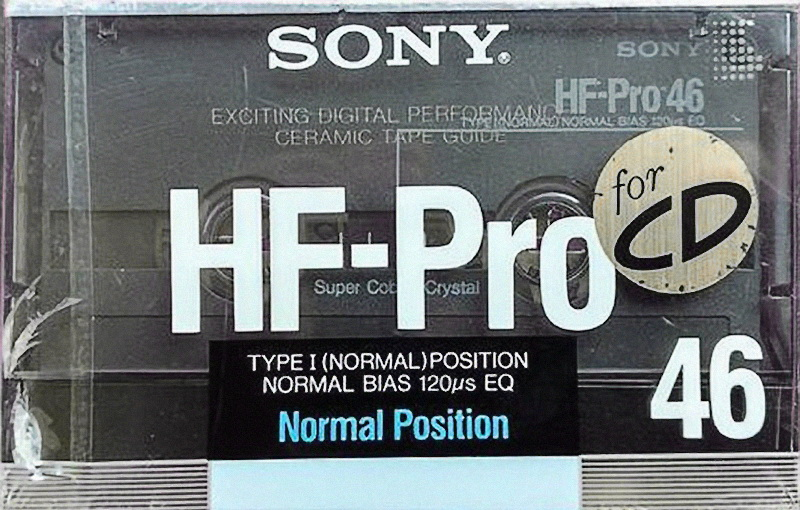 SONY®
SONY
HF-Pro 46
EXCITING DIGITAL PERFORMANC
TYPE I (NORMAL) NORMAL BIAS 120µs EQ
CERAMIC TAPE GUIDE
for
CD
HF-Pro
Super Crystal
TYPE I (NORMAL) POSITION
NORMAL BIAS 120µs EQ
46
Normal Position